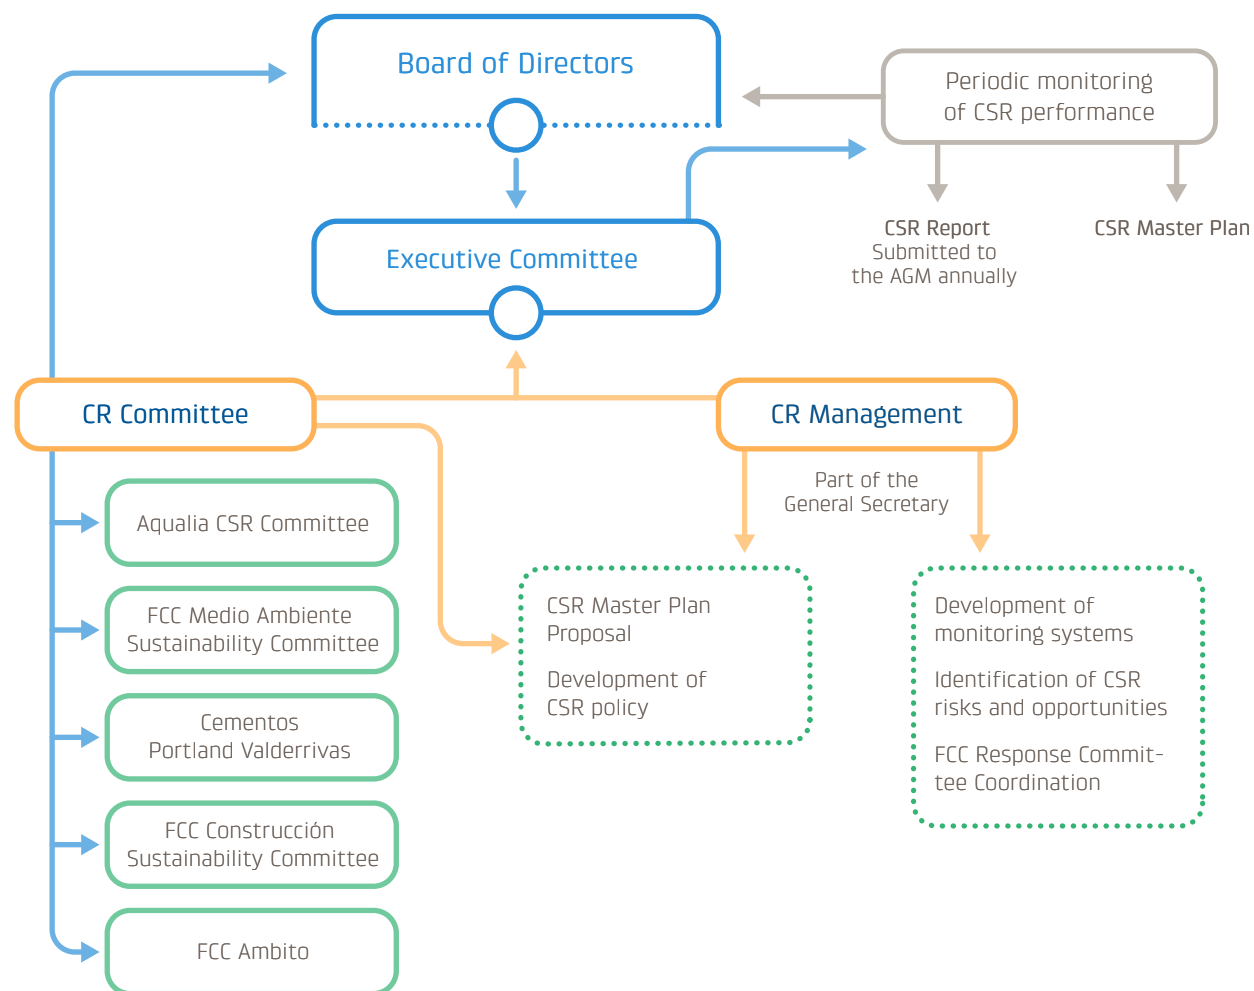 Board of Directors
Periodic monitoring
of CSR performance
Executive Committee
CSR Report
Submitted to
the AGM annually
CSR Master Plan
CR Committee
CR Management
Part of the
General Secretary
Aqualia CSR Committee
FCC Medio Ambiente
Sustainability Committee
Cementos
Portland Valderrivas
FCC Construcción
Sustainability Committee
FCC Ambito
CSR Master Plan
Proposal
Development of
CSR policy
Development of
monitoring systems
Identification of CSR
risks and opportunities
FCC Response Commit-
tee Coordination